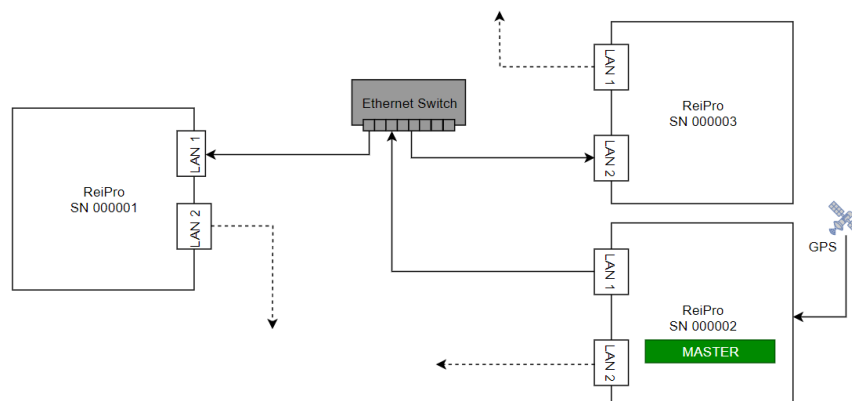 LAN 1
Ethernet Switch
ReiPro
SN 000003
LAN 1
LAN 2
ReiPro
SN 000001
LAN 2
GPS
LAN 1
ReiPro
SN 000002
MASTER
LAN 2